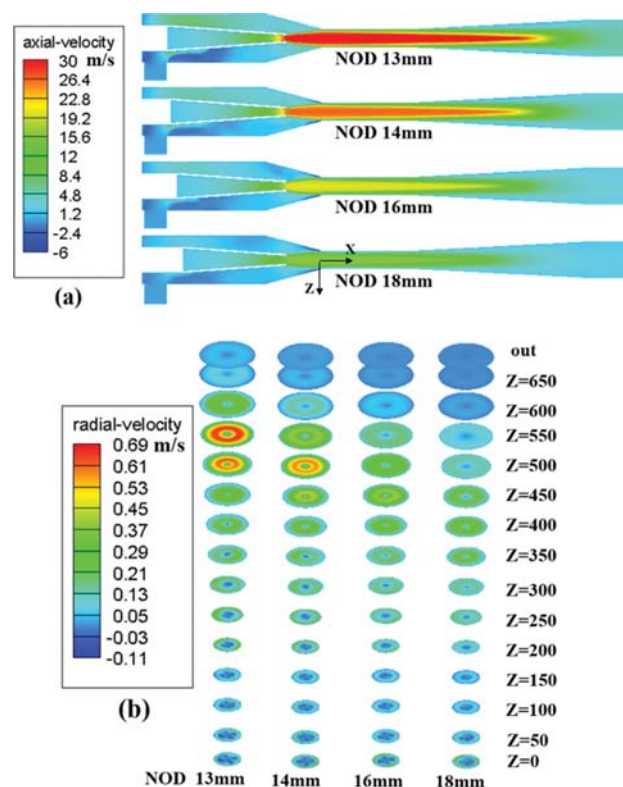 axial-velocity
30 m/s
26.4
22.8
19.2
15.6
12
8.4
4.8
1.2
-2.4
-6
(a)
NOD 13mm
NOD 14mm
NOD 16mm
X
Z
NOD 18mm
radial-velocity
0.69 m/s
0.61
0.53
0.45
0.37
0.29
0.21
0.13
0.05
-0.03
-0.11
(b)
out
Z=650
Z=600
Z=550
Z=500
Z=450
Z=400
Z=350
Z=300
Z=250
Z=200
Z=150
Z=100
Z=50
Z=0
NOD 13mm 14mm 16mm 18mm